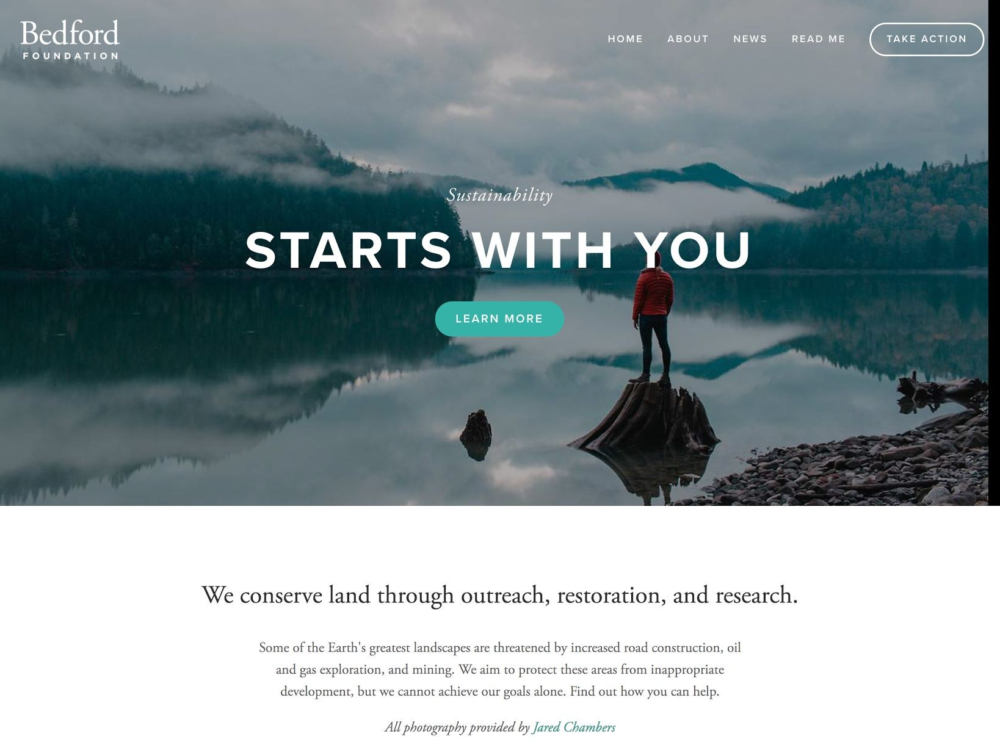 Bedford
FOUNDATION
HOME
ABOUT
NEWS
READ ME
TAKE ACTION
Sustainability
STARTS WITH YOU
LEARN MORE
We conserve land through outreach, restoration, and research.
Some of the Earth's greatest landscapes are threatened by increased road construction, oil
and gas exploration, and mining. We aim to protect these areas from inappropriate
development, but we cannot achieve our goals alone. Find out how you can help.
All photography provided by Jared Chambers